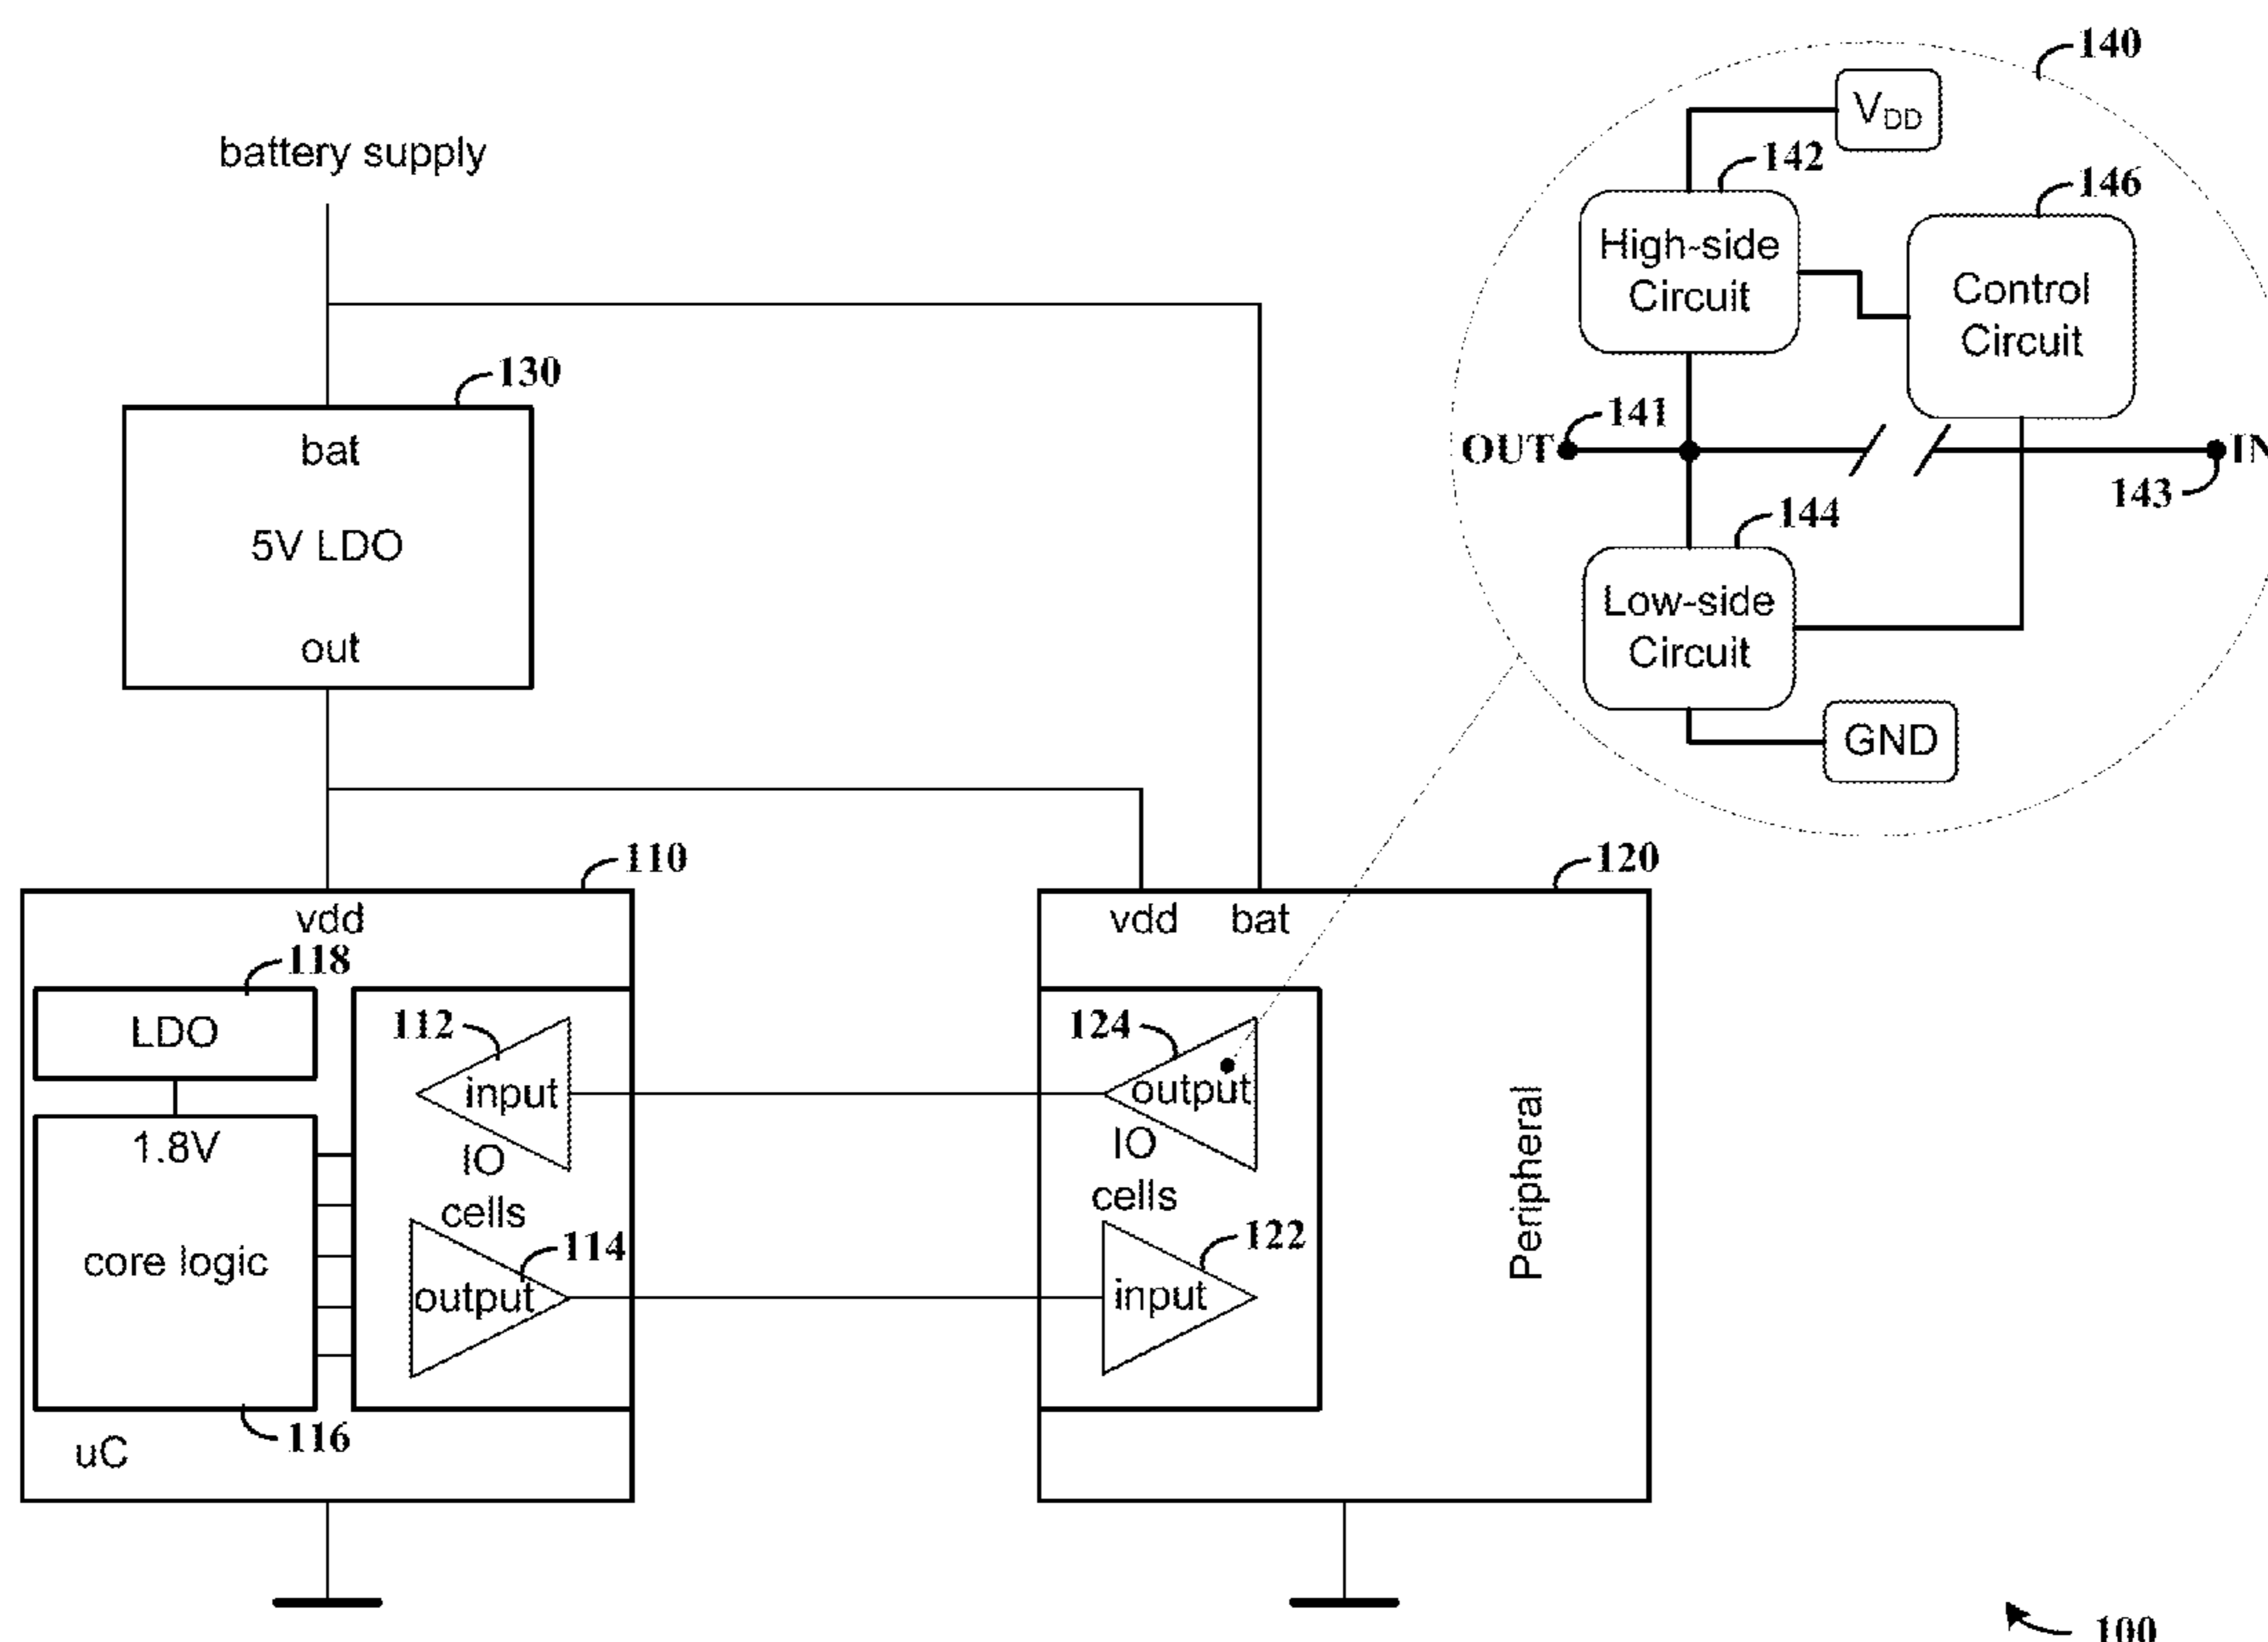 140
V_DD
battery supply
142
146
High-side
Circuit
Control
Circuit
130
141
bat
OUT
IN
143
144
5V LDO
Low-side
Circuit
out
GND
110
120
vdd
vdd
bat
118
LDO
112
124
input
output
1.8V
IO
cells
IO
cells
114
122
core logic
output
input
Peripheral
116
uC
100